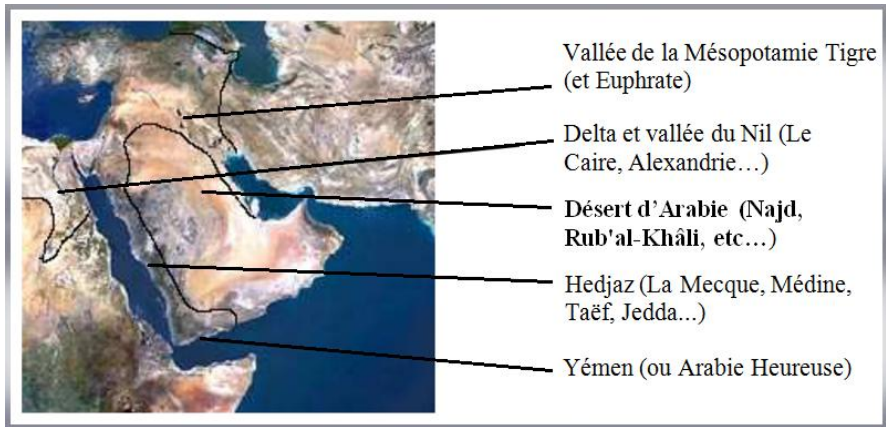 Vallée de la Mésopotamie Tigre
(et Euphrate)
Delta et vallée du Nil (Le
Caire, Alexandrie…)
Désert d’Arabie (Najd,
Rub'al-Khâli, etc…)
Hedjaz (La Mecque, Médine,
Taëf, Jedda...)
Yémen (ou Arabie Heureuse)